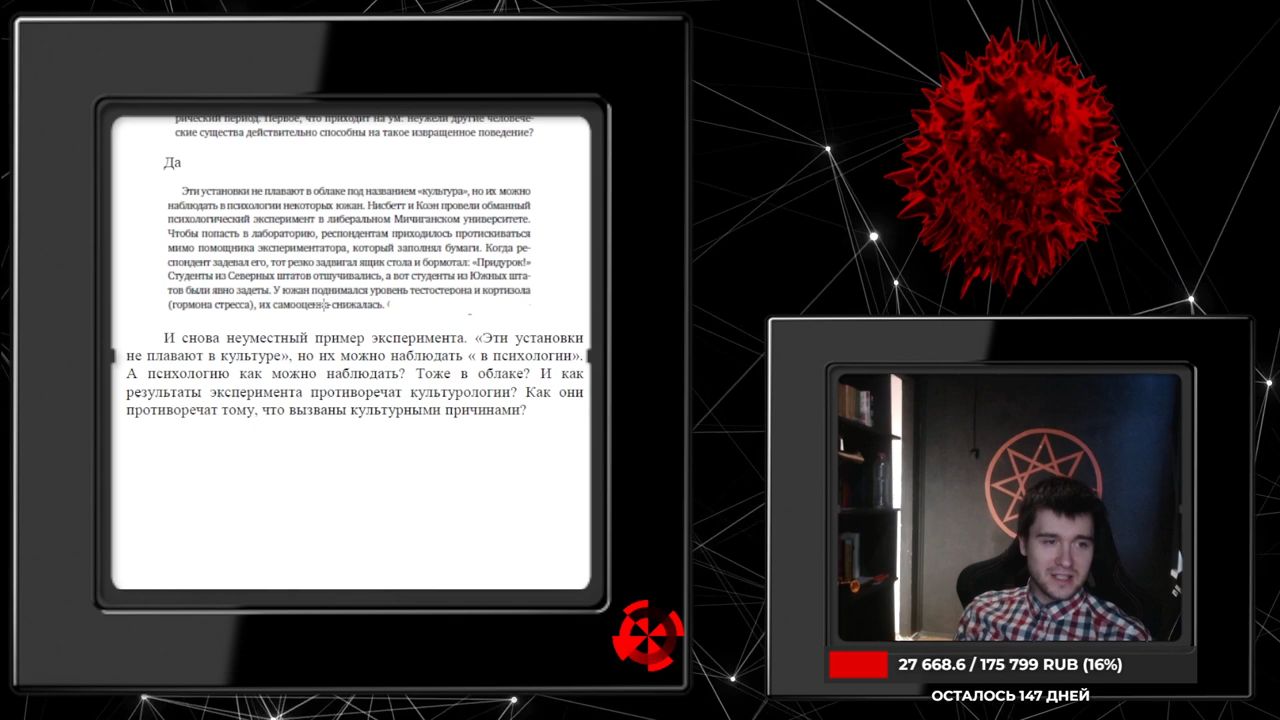 рический период. Первое, что приходит на ум: неужели другие человече-
ские существа действительно способны на такое извращенное поведение?
Да
Эти установки не плавают в облаке под названием «культура», но их можно
наблюдать в психологии некоторых южан. Нисбетт и Коэн провели обманный
психологический эксперимент в либеральном Мичиганском университете.
Чтобы попасть в лабораторию, респондентам приходилось протискиваться
мимо помощника экспериментатора, который заполнял бумаги. Когда ре-
спондент задевал его, тот резко задвигал ящик стола и бормотал: «Придурок!»
Студенты из Северных штатов отшучивались, а вот студенты из Южных шта-
тов были явно задеты. У южан поднимался уровень тестостерона и кортизола
(гормона стресса), их самооценка снижалась.
И снова неуместный пример эксперимента. «Эти установки
не плавают в культуре», но их можно наблюдать « в психологии».
А психологию как можно наблюдать? Тоже в облаке? И как
результаты эксперимента противоречат культурологии? Как они
противоречат тому, что вызваны культурными причинами?
27 668.6 / 175 799 RUB (16%)
ОСТАЛОСЬ 147 ДНЕЙ